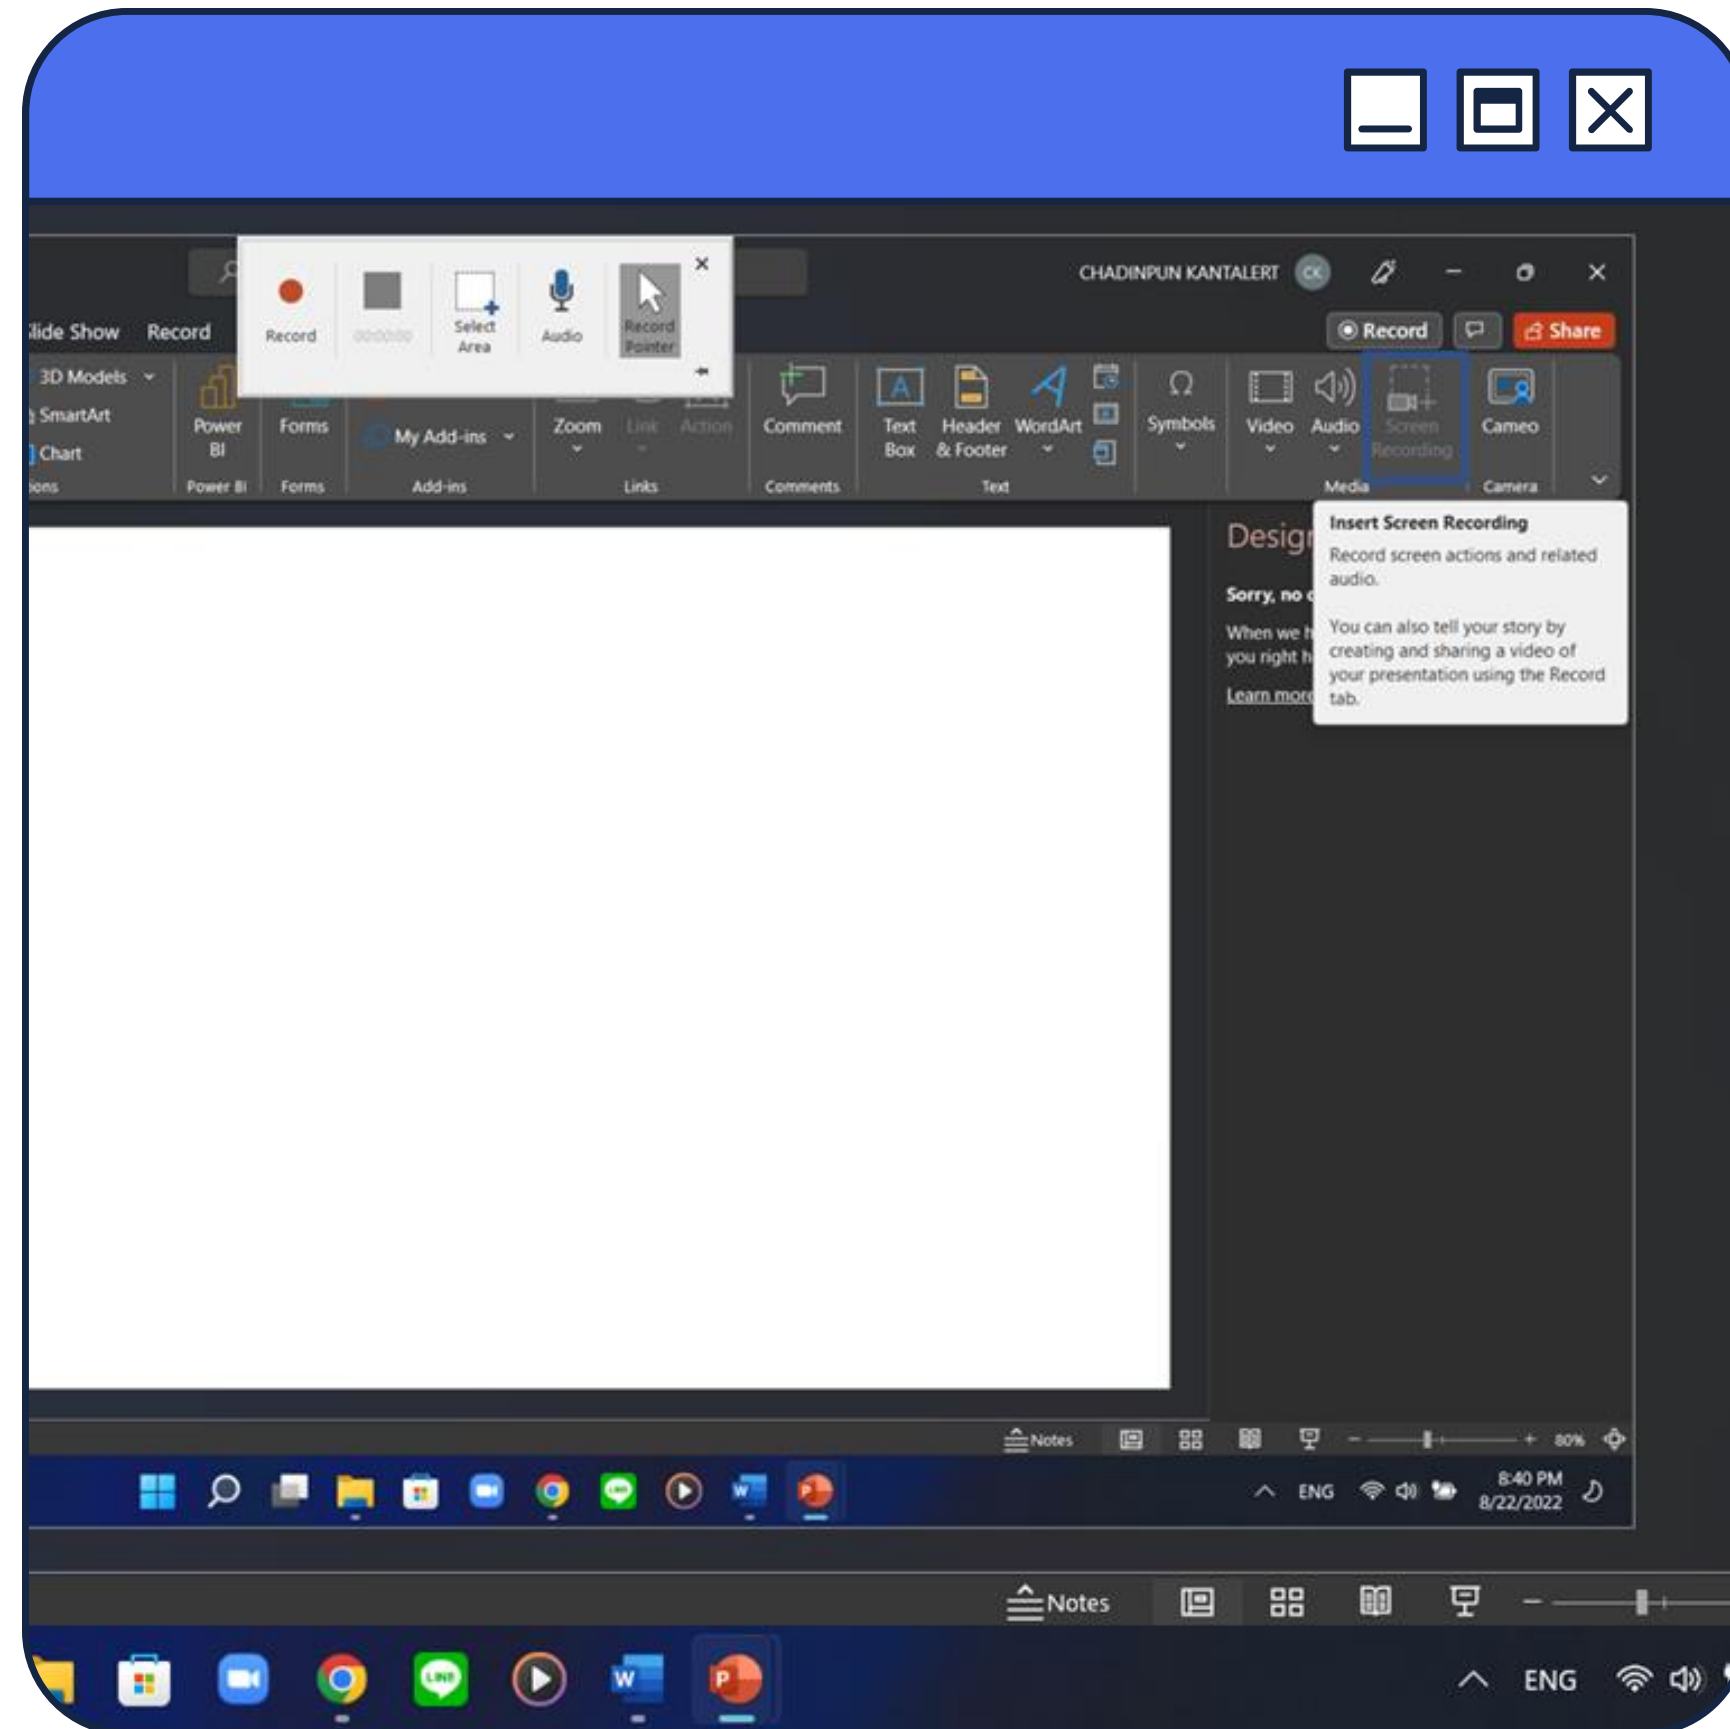 CHADINPUN KANTALERT CK
Record
00:00:00
Select
Area
Audio
Record
Pointer
Slide Show Record
Record
Share
3D Models
SmartArt
Chart
Power
BI
Forms
My Add-ins
Zoom
Link
Action
Comment
Text
Box
Header
& Footer
WordArt
Symbols
Video
Audio
Screen
Recording
Cameo
Power BI
Forms
Add-ins
Links
Comments
Text
Media
Camera
Insert Screen Recording
Record screen actions and related
audio.
You can also tell your story by
creating and sharing a video of
your presentation using the Record
tab.
Design
Sorry, no
When we h
you right h
Learn more
Notes
80%
ENG
8:40 PM
8/22/2022
Notes
LINE
W
P
ENG